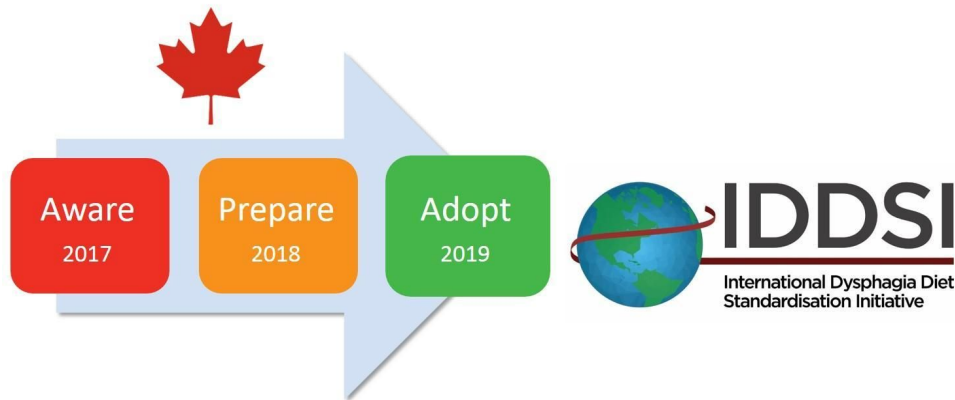 Aware
2017
Prepare
2018
Adopt
2019
IDDSI
International Dysphagia Diet
Standardisation Initiative